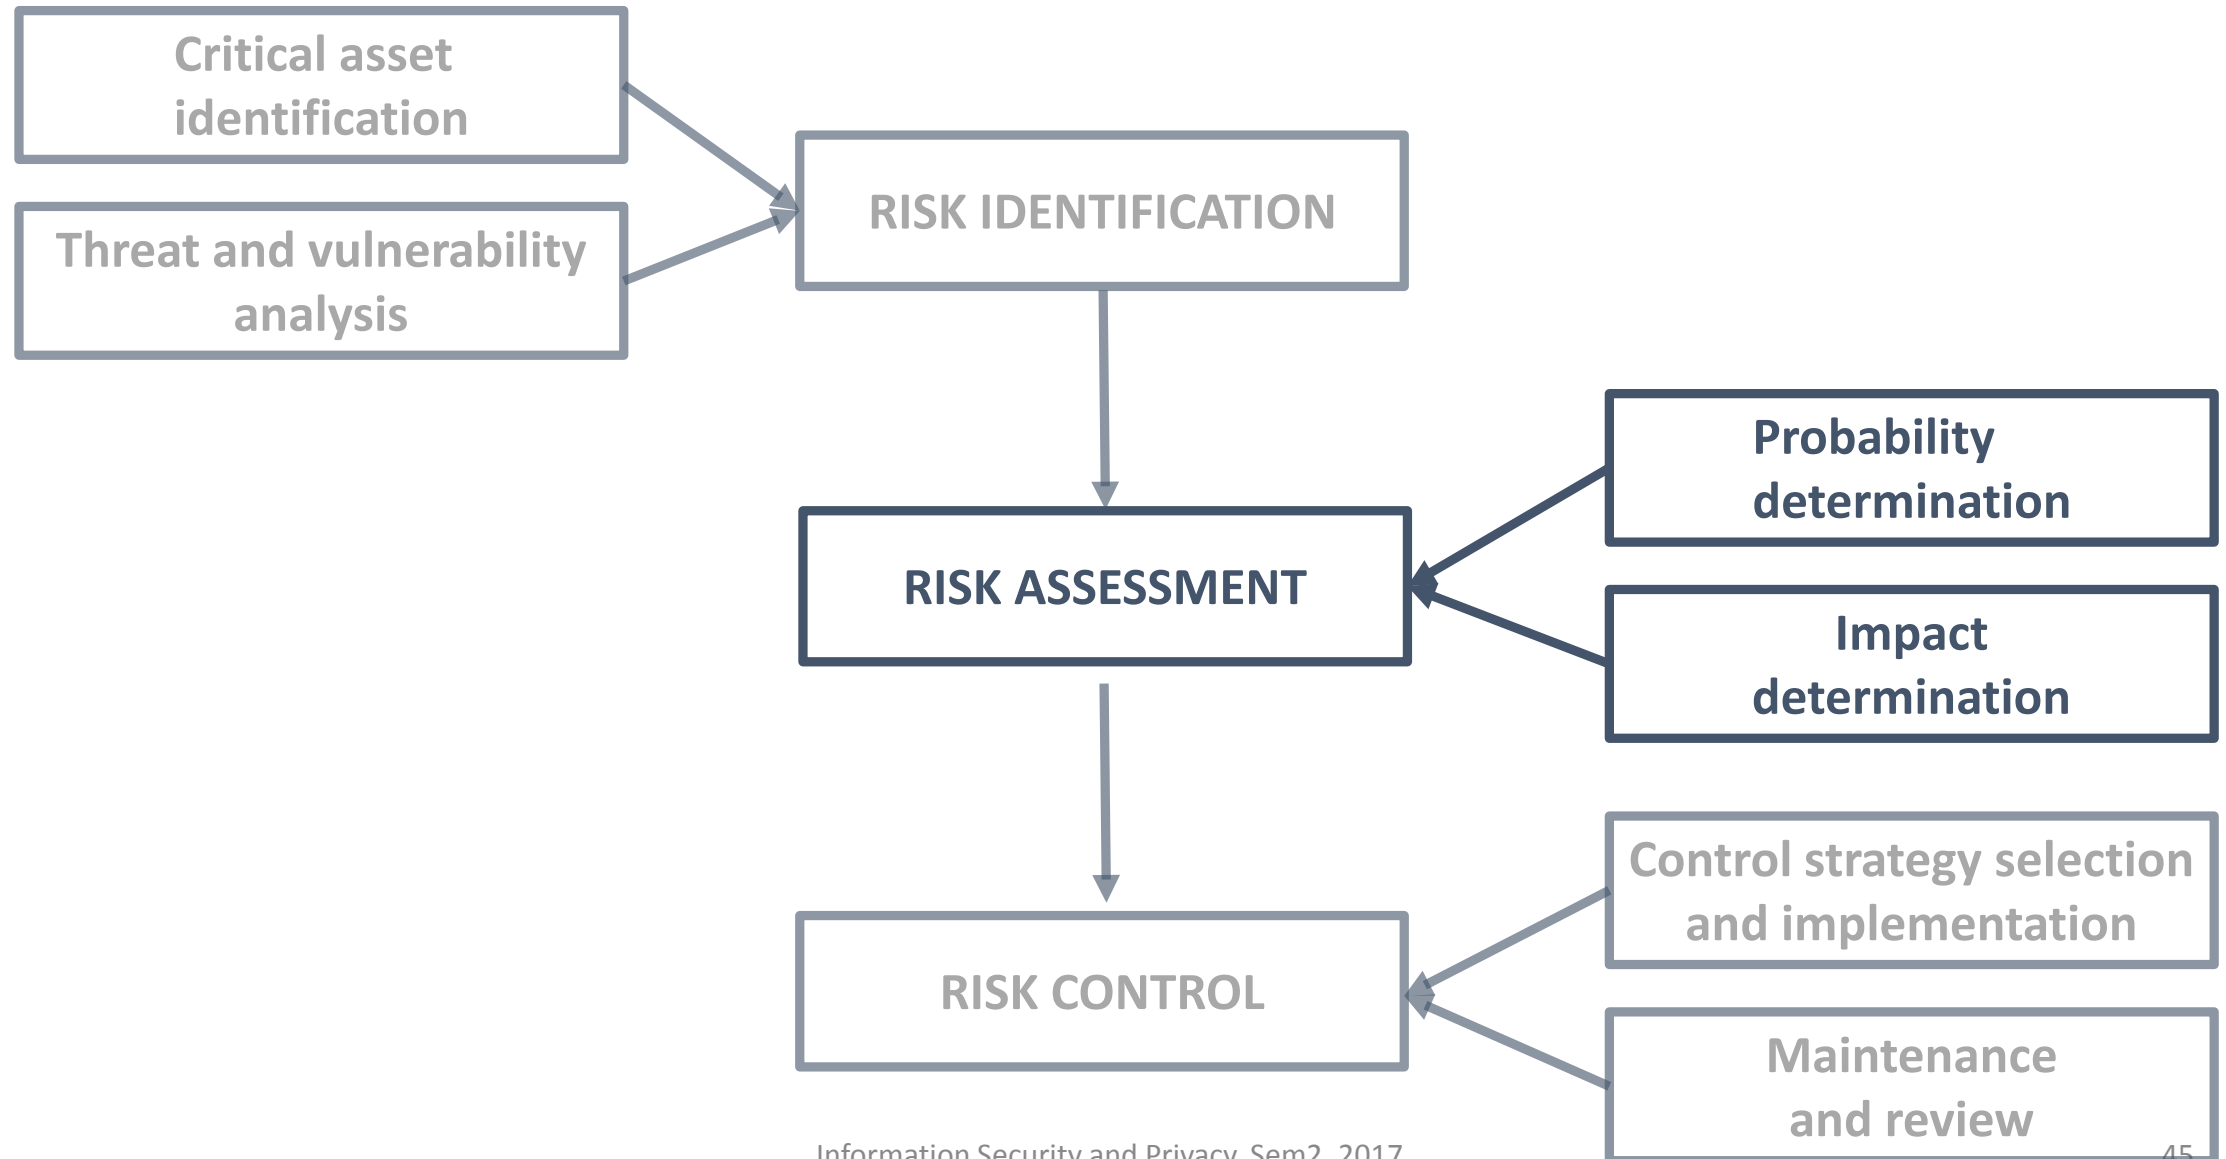 Critical asset
identification
Threat and vulnerability
analysis
RISK IDENTIFICATION
Probability
determination
RISK ASSESSMENT
Impact
determination
Control strategy selection
and implementation
RISK CONTROL
Maintenance
and review
Information Security and Privacy, Sem2, 2017
45